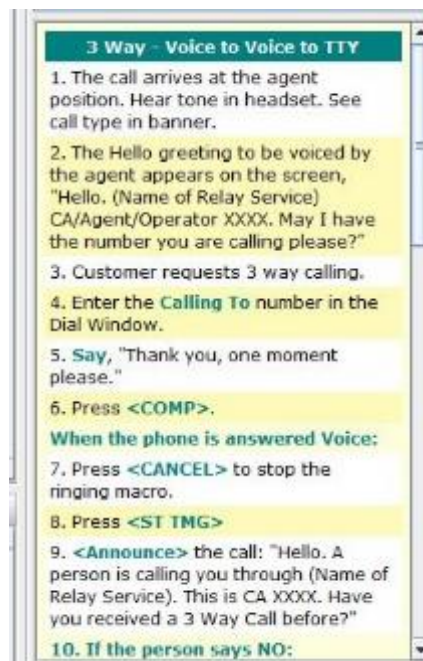 3 Way - Voice to Voice to TTY
1. The call arrives at the agent
position. Hear tone in headset. See
call type in banner.
2. The Hello greeting to be voiced by
the agent appears on the screen,
"Hello. (Name of Relay Service)
CA/Agent/Operator XXXX. May I have
the number you are calling please?"
3. Customer requests 3 way calling.
4. Enter the Calling To number in the
Dial Window.
5. Say, "Thank you, one moment
please."
6. Press <COMP>.
When the phone is answered Voice:
7. Press <CANCEL> to stop the
ringing macro.
8. Press <ST TMG>
9. <Announce> the call: "Hello. A
person is calling you through (Name of
Relay Service). This is CA XXXX. Have
you received a 3 Way Call before?"
10. If the person says NO: